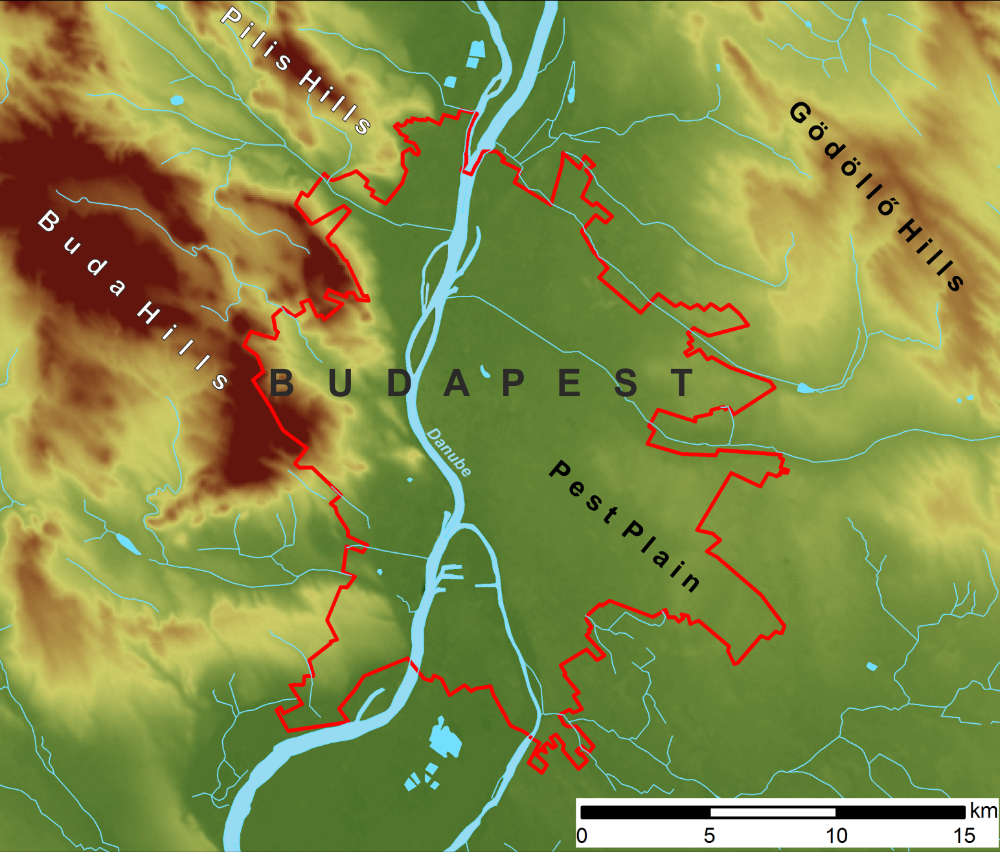 Pilis Hills
Gödöllő Hills
Buda Hills
BUDAPEST
Danube
Pest Plain
km
0 5 10 15